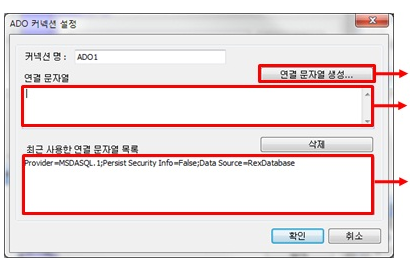 ADO 커넥션 설정
커넥션 명 : ADO1
연결 문자열
연결 문자열 생성...
최근 사용한 연결 문자열 목록
삭제
Provider=MSDASQL.1;Persist Security Info=False;Data Source=RexDatabase
확인
취소